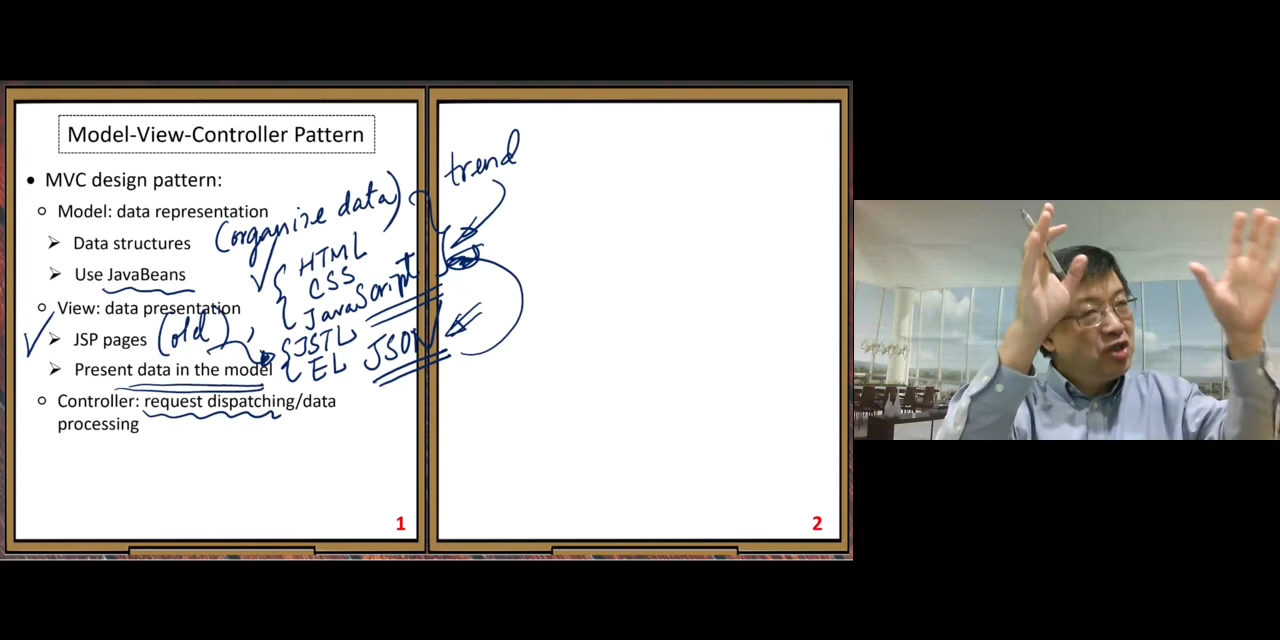 Model-View-Controller Pattern
• MVC design pattern:
trend
Model: data representation
(organize data)
Data structures
HTML
Use JavaBeans
CSS
JavaScript
View: data presentation
JSP pages
(old)
JSTL
JSON
Present data in the model
EL
Controller: request dispatching/data
processing
1
2